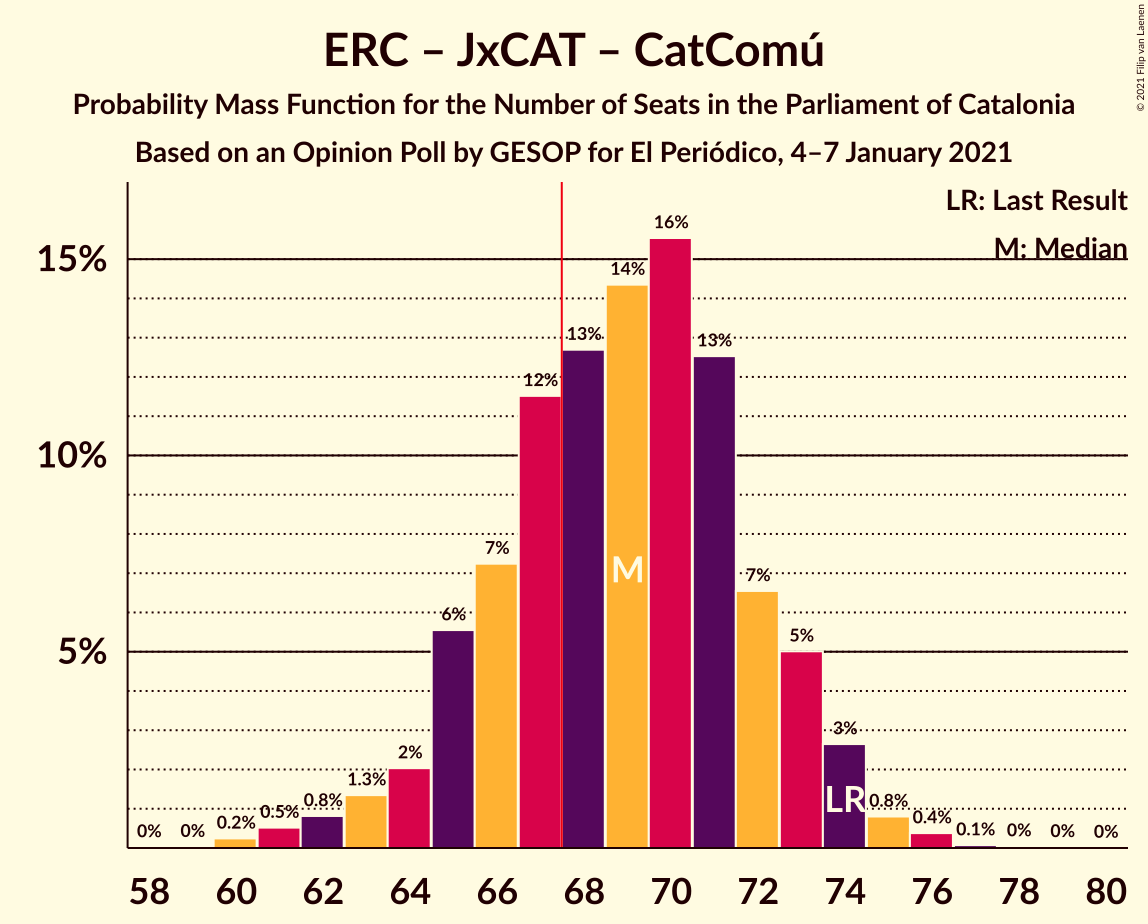 ERC – JxCAT – CatComú
Probability Mass Function for the Number of Seats in the Parliament of Catalonia
Based on an Opinion Poll by GESOP for El Periódico, 4–7 January 2021
© 2021 Filip van Laenen
LR: Last Result
M: Median
15%
10%
5%
0%
0%
0.2%
0.5%
0.8%
1.3%
2%
6%
7%
12%
13%
14%
16%
13%
7%
5%
3%
0.8%
0.4%
0.1%
0%
0%
0%
M
LR
58 60 62 64 66 68 70 72 74 76 78 80